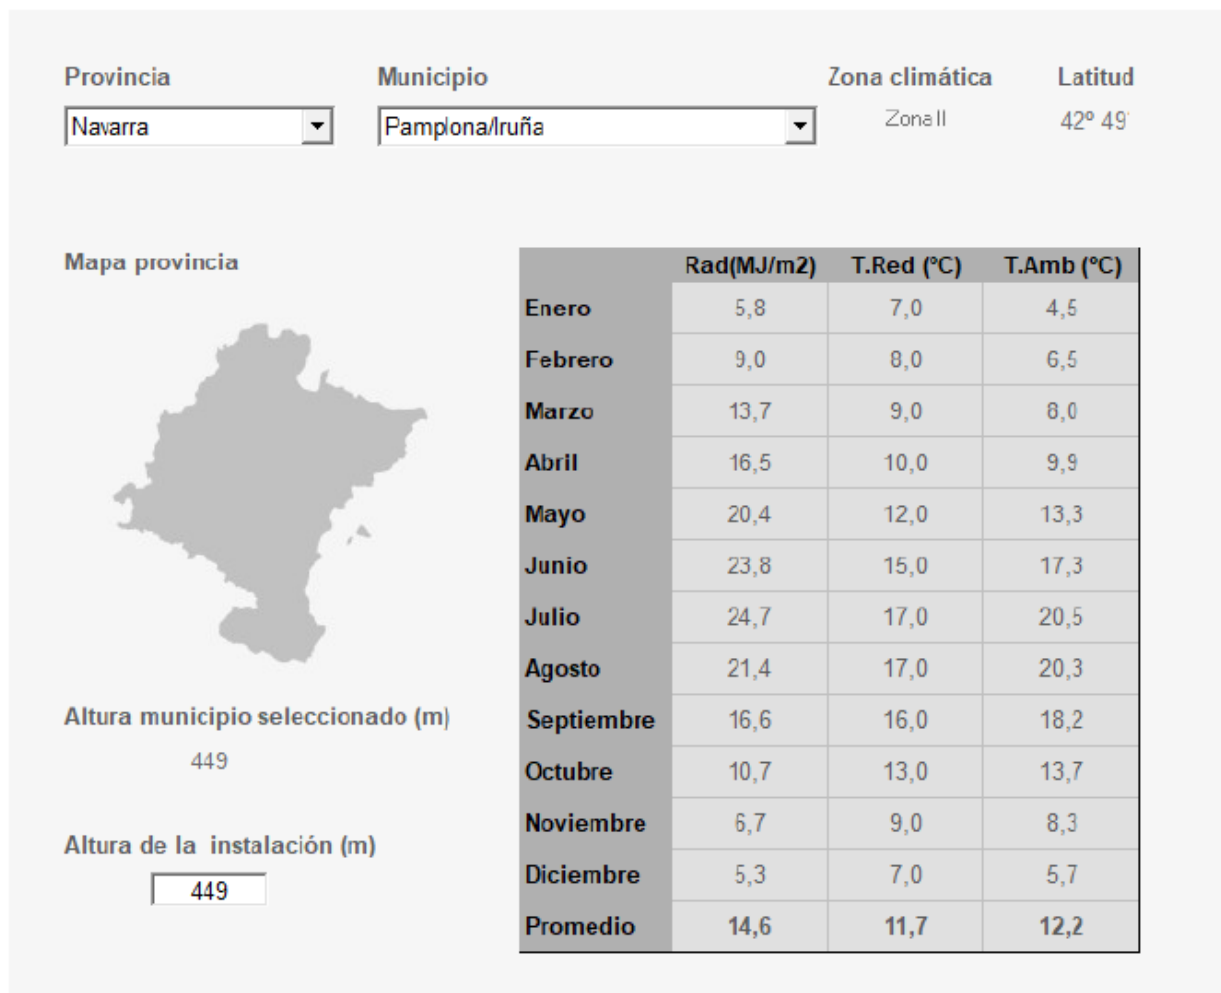 Provincia Municipio Zona climática Latitud
Navarra Pamplona/Iruña Zona II 42º 49'
Mapa provincia
Rad(MJ/m2) T.Red (ºC) T.Amb (ºC)
Enero 5,8 7,0 4,5
Febrero 9,0 8,0 6,5
Marzo 13,7 9,0 8,0
Abril 16,5 10,0 9,9
Mayo 20,4 12,0 13,3
Junio 23,8 15,0 17,3
Julio 24,7 17,0 20,5
Agosto 21,4 17,0 20,3
Altura municipio seleccionado (m)
Septiembre 16,6 16,0 18,2
449
Octubre 10,7 13,0 13,7
Noviembre 6,7 9,0 8,3
Altura de la instalación (m)
Diciembre 5,3 7,0 5,7
449
Promedio 14,6 11,7 12,2